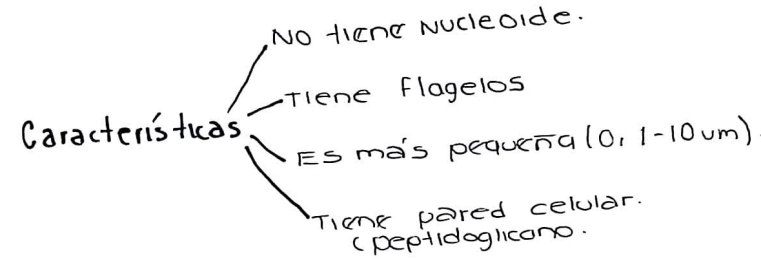 No tiene nucleoide.
Tiene flagelos
Características
Es más pequeña (0,1-10 um).
Tiene pared celular.
(peptidoglicano.